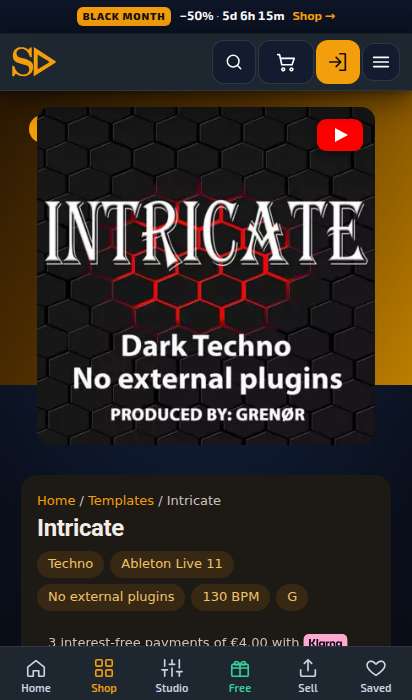 BLACK MONTH −50% · 5d 6h 15m Shop →
INTRICATE
Dark Techno
No external plugins
PRODUCED BY: GRENØR
Home / Templates / Intricate
Intricate
Techno Ableton Live 11
No external plugins 130 BPM G
3 interest-free payments of €4.00 with Klarna
Home Shop Studio Free Sell Saved